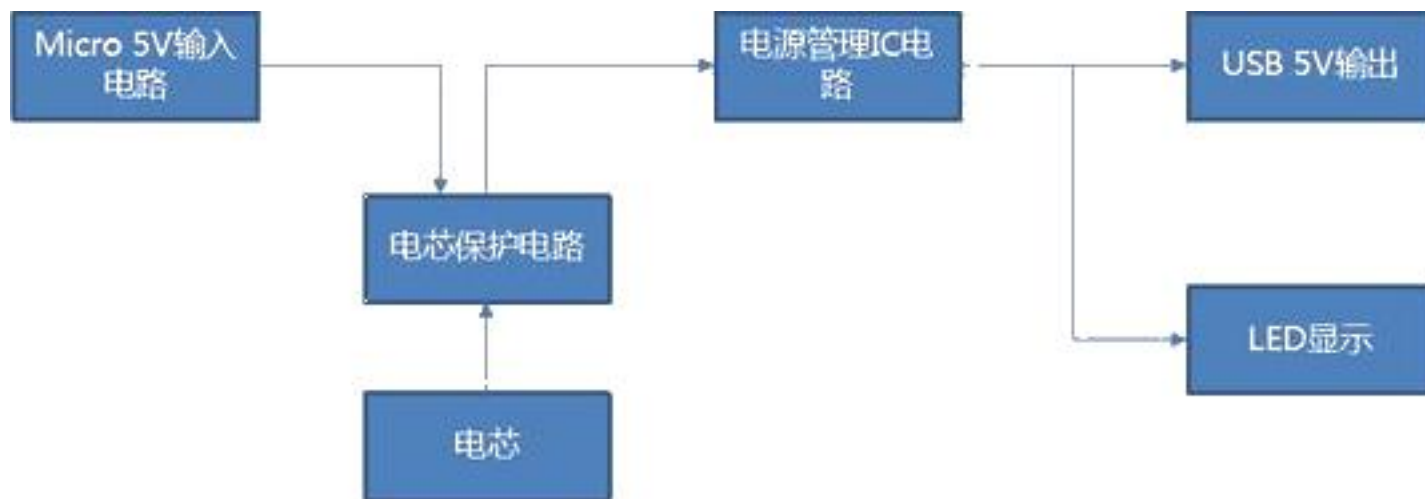 Micro 5V输入
电路
电源管理IC电
路
USB 5V输出
电芯保护电路
LED显示
电芯